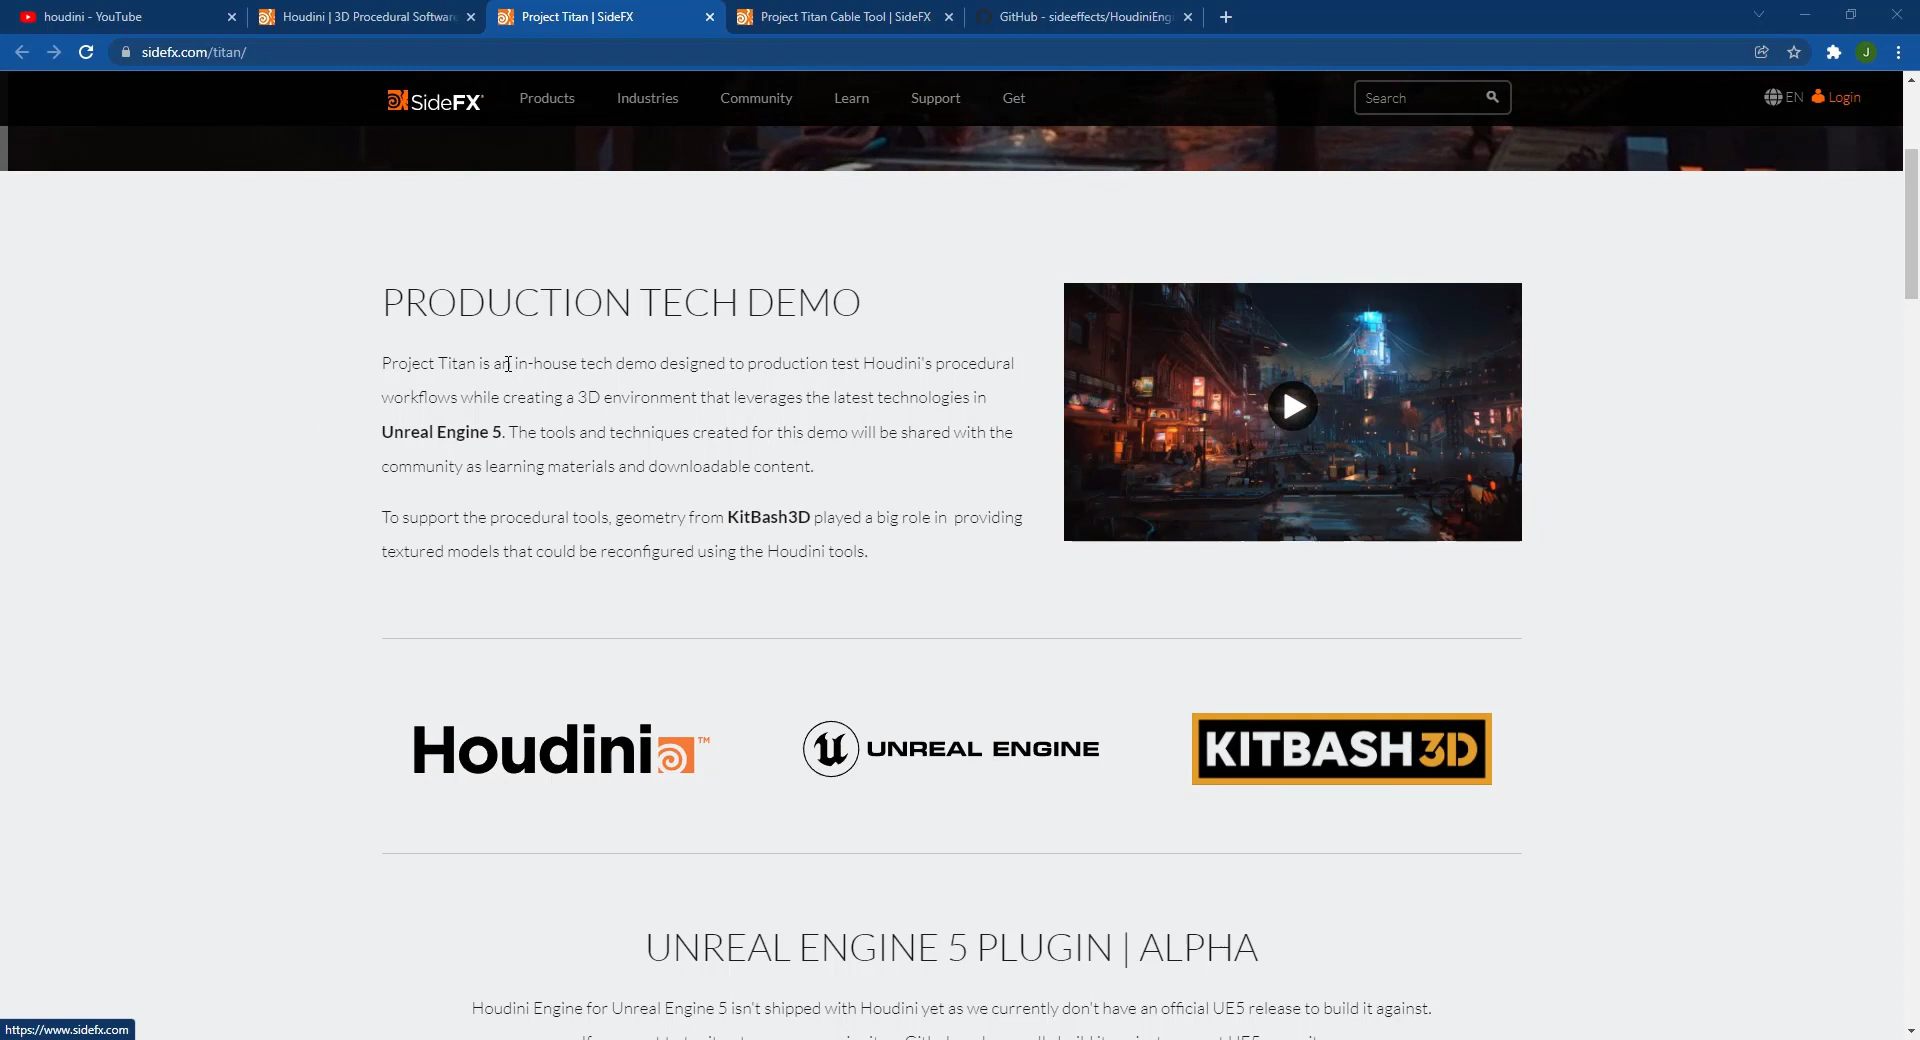 houdini - YouTube
Houdini | 3D Procedural Software
Project Titan | SideFX
Project Titan Cable Tool | SideFX
GitHub - sideeffects/HoudiniEng
sidefx.com/titan/
J
SideFX
Products
Industries
Community
Learn
Support
Get
Search
EN
Login
PRODUCTION TECH DEMO
Project Titan is an in-house tech demo designed to production test Houdini's procedural
workflows while creating a 3D environment that leverages the latest technologies in
Unreal Engine 5. The tools and techniques created for this demo will be shared with the
community as learning materials and downloadable content.
To support the procedural tools, geometry from KitBash3D played a big role in  providing
textured models that could be reconfigured using the Houdini tools.
Houdini™
UNREAL ENGINE
KITBASH3D
UNREAL ENGINE 5 PLUGIN | ALPHA
Houdini Engine for Unreal Engine 5 isn't shipped with Houdini yet as we currently don't have an official UE5 release to build it against.
https://www.sidefx.com